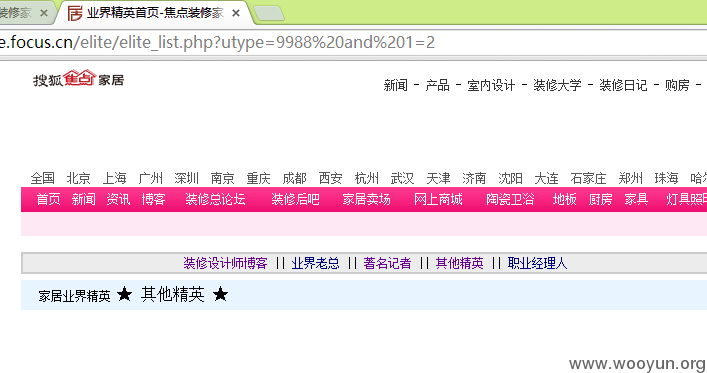 装修家 × 业界精英首页-焦点装修家 ×
e.focus.cn/elite/elite_list.php?utype=9988%20and%201=2
搜狐焦点家居
新闻 - 产品 - 室内设计 - 装修大学 - 装修日记 - 购房 -
全国 北京 上海 广州 深圳 南京 重庆 成都 西安 杭州 武汉 天津 济南 沈阳 大连 石家庄 郑州 珠海 哈尔
首页 新闻 资讯 博客 装修总论坛 装修后吧 家居卖场 网上商城 陶瓷卫浴 地板 厨房 家具 灯具照明
装修设计师博客 || 业界老总 || 著名记者 || 其他精英 || 职业经理人
家居业界精英 ★ 其他精英 ★
www.wooyun.org